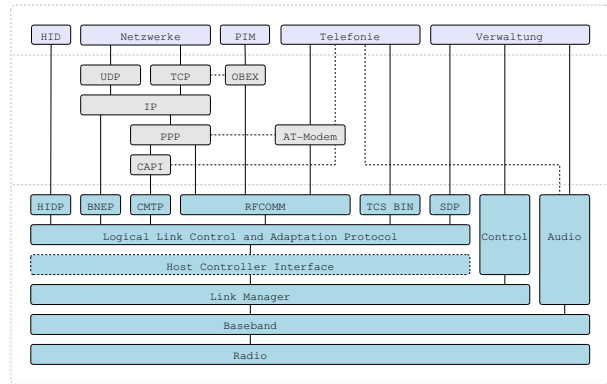 HID Netzwerke PIM Telefonie Verwaltung
UDP TCP OBEX
IP
PPP AT-Modem
CAPI
HIDP BNEP CMTP RFCOMM TCS BIN SDP
Logical Link Control and Adaptation Protocol Control Audio
Host Controller Interface
Link Manager
Baseband
Radio